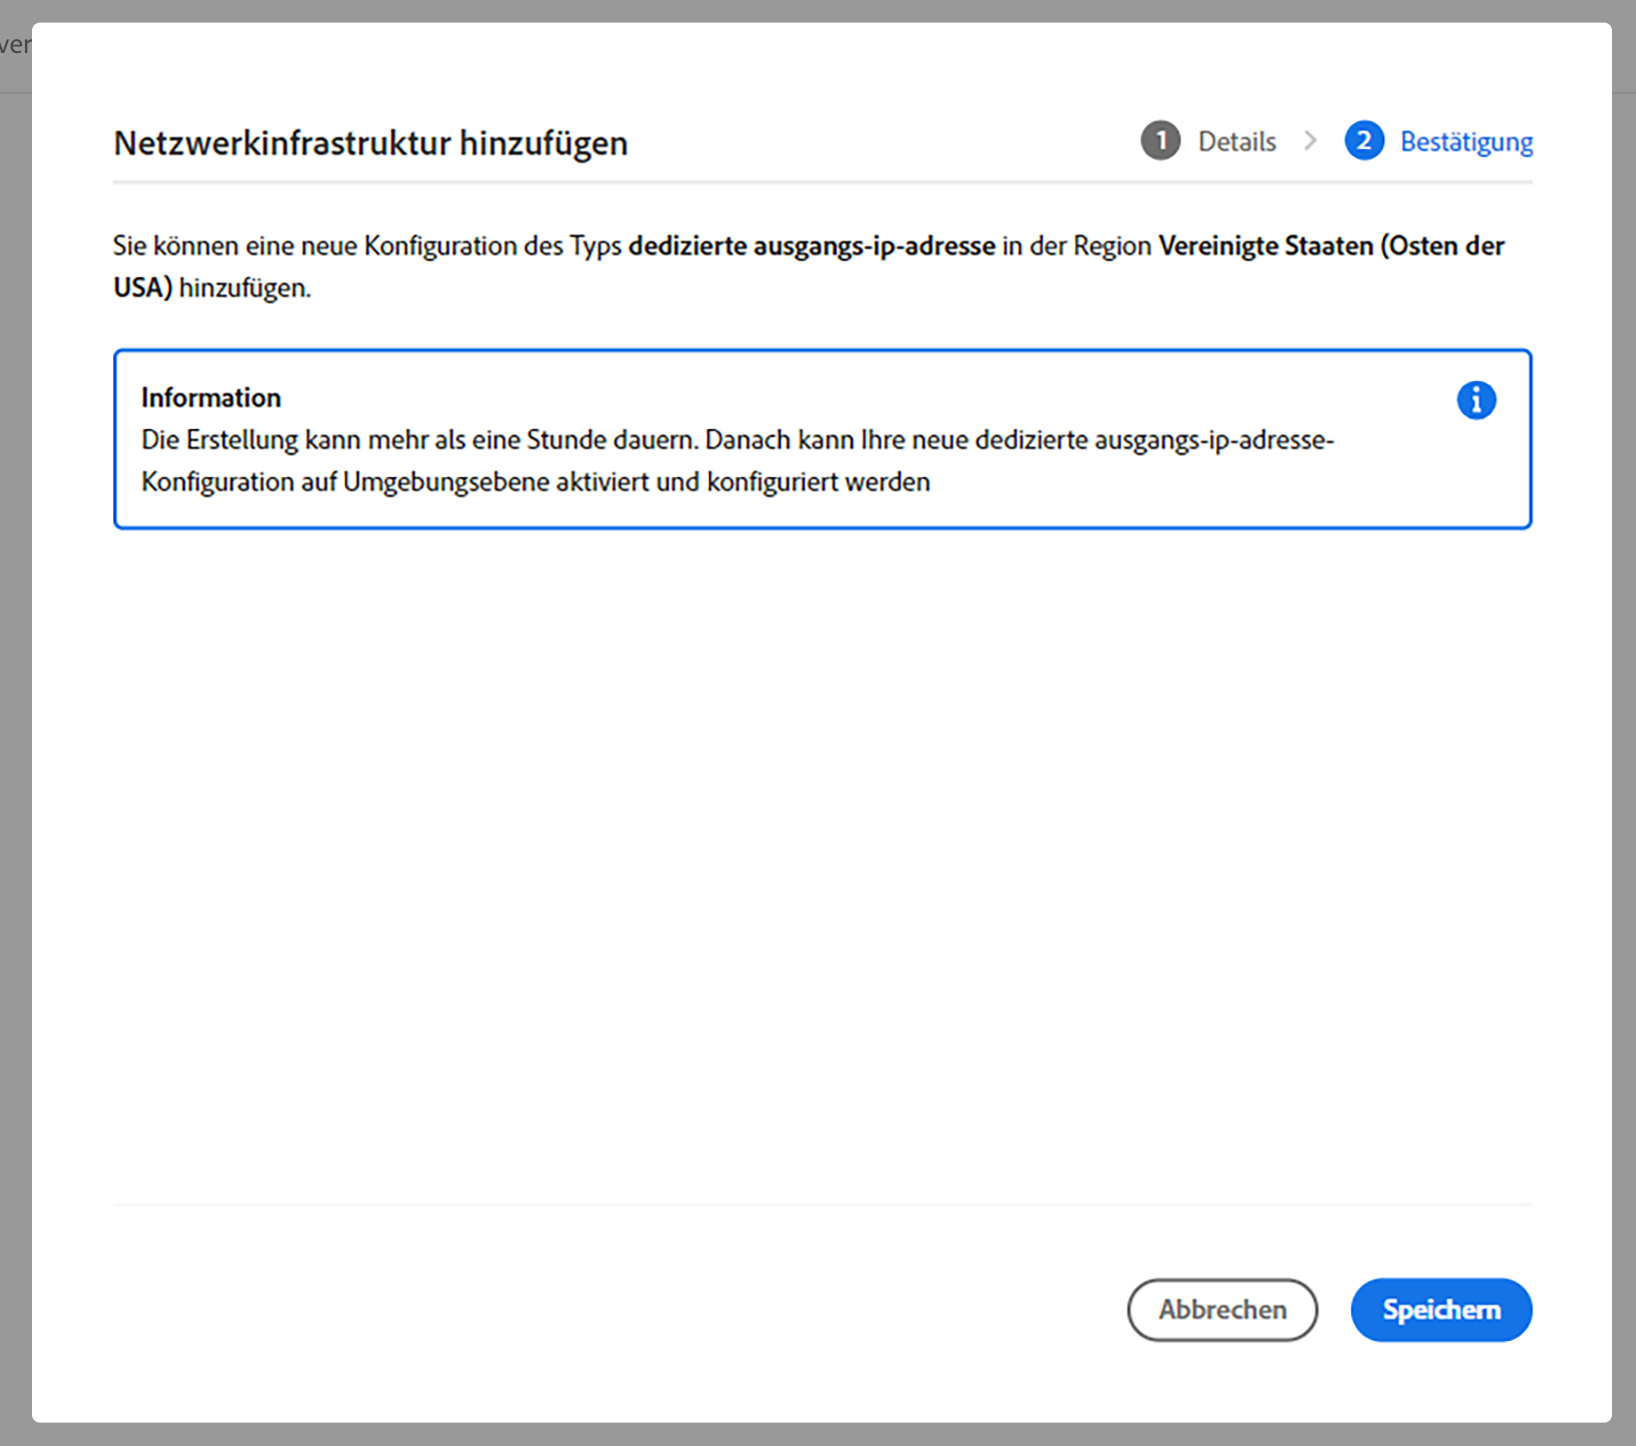 ver
Netzwerkinfrastruktur hinzufügen
1 Details > 2 Bestätigung
Sie können eine neue Konfiguration des Typs dedizierte ausgangs-ip-adresse in der Region Vereinigte Staaten (Osten der
USA) hinzufügen.
Information
Die Erstellung kann mehr als eine Stunde dauern. Danach kann Ihre neue dedizierte ausgangs-ip-adresse-
Konfiguration auf Umgebungsebene aktiviert und konfiguriert werden
Abbrechen
Speichern